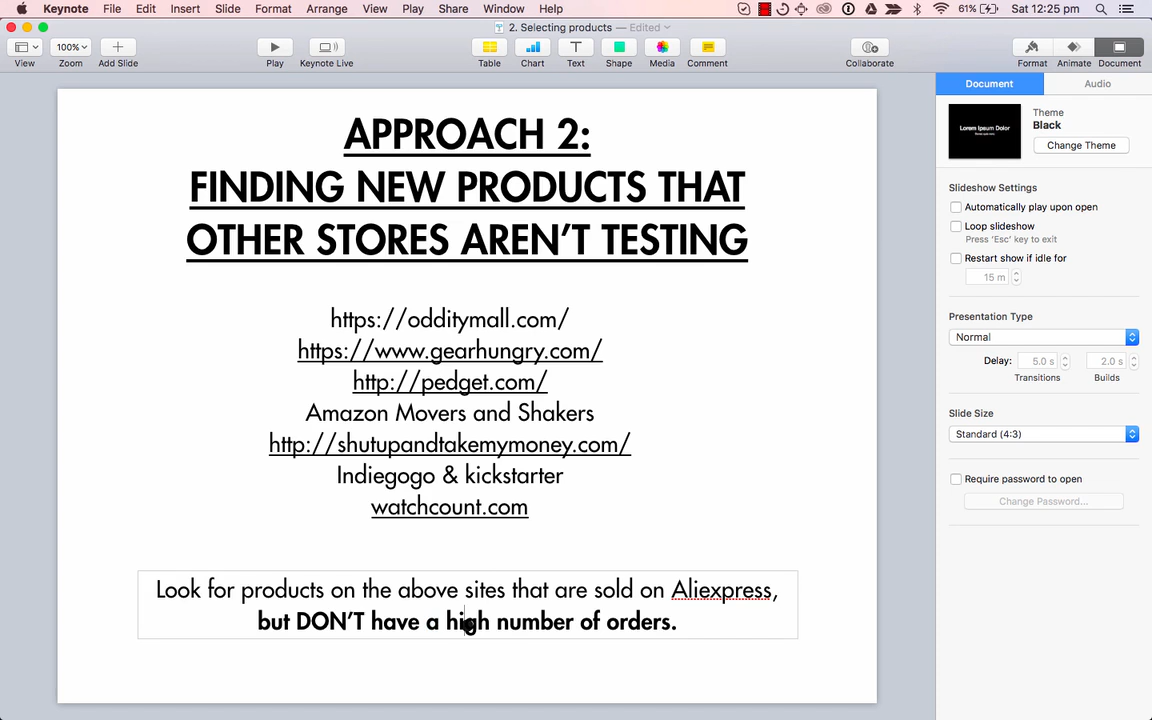 Keynote File Edit Insert Slide Format Arrange View Play Share Window Help 61% Sat 12:25 pm
2. Selecting products — Edited
100%
View Zoom Add Slide Play Keynote Live Table Chart Text Shape Media Comment Collaborate Format Animate Document
Document Audio
Lorem Ipsum Dolor
Theme
Black
Change Theme
Slideshow Settings
Automatically play upon open
Loop slideshow
Press 'Esc' key to exit
Restart show if idle for
15 m
Presentation Type
Normal
Delay: 5.0 s 2.0 s
Transitions Builds
Slide Size
Standard (4:3)
Require password to open
Change Password...
APPROACH 2:
FINDING NEW PRODUCTS THAT
OTHER STORES AREN’T TESTING
https://odditymall.com/
https://www.gearhungry.com/
http://pedget.com/
Amazon Movers and Shakers
http://shutupandtakemymoney.com/
Indiegogo & kickstarter
watchcount.com
Look for products on the above sites that are sold on Aliexpress,
but DON’T have a high number of orders.